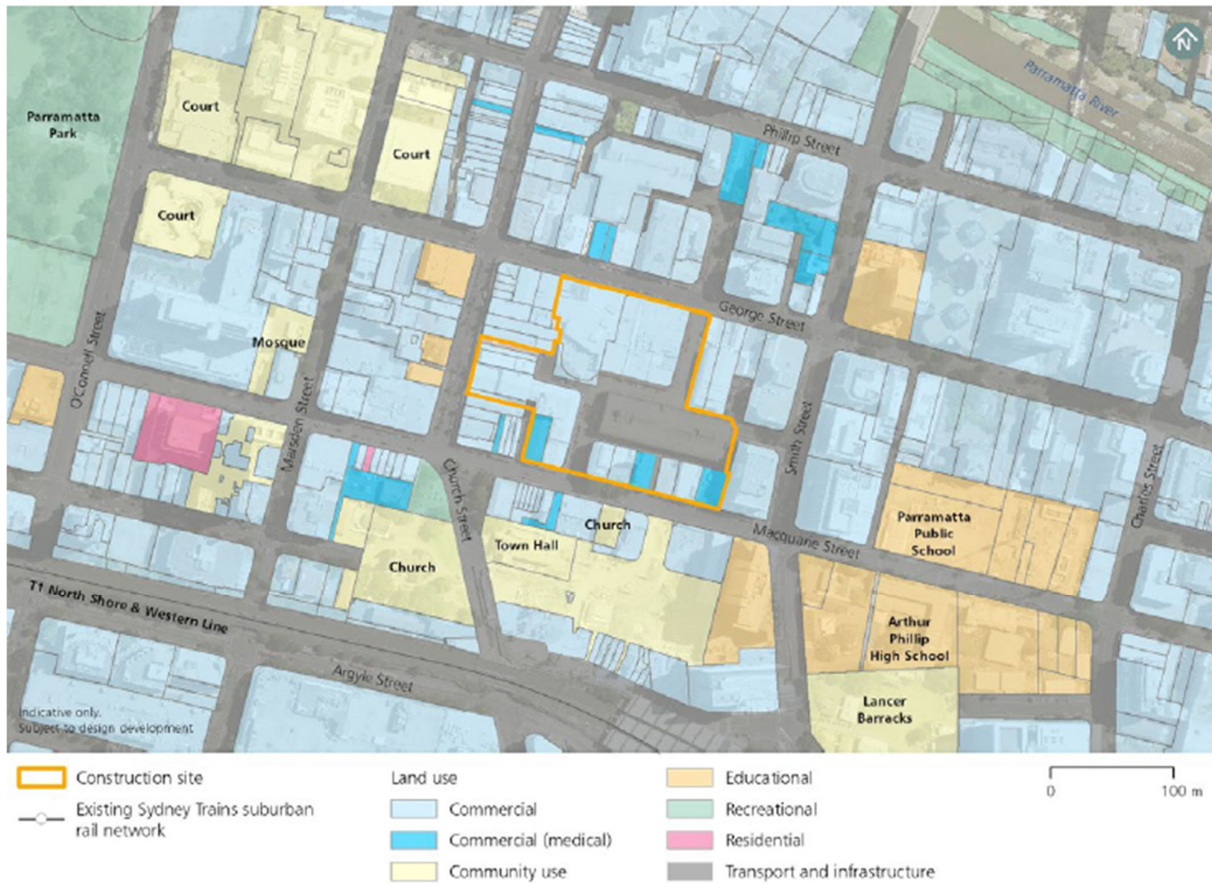 N
Parramatta River
Parramatta
Park
Court
Court
Phillip Street
Court
George Street
O'Connell Street
Mosque
Marsden Street
Church Street
Smith Street
Charles Street
Macquarie Street
Parramatta
Public
School
Church
Town Hall
Church
T1 North Shore & Western Line
Arthur
Phillip
High School
Argyle Street
Lancer
Barracks
Indicative only.
Subject to design development
Construction site
Existing Sydney Trains suburban
rail network
Land use
Commercial
Commercial (medical)
Community use
Educational
Recreational
Residential
Transport and infrastructure
0 100 m